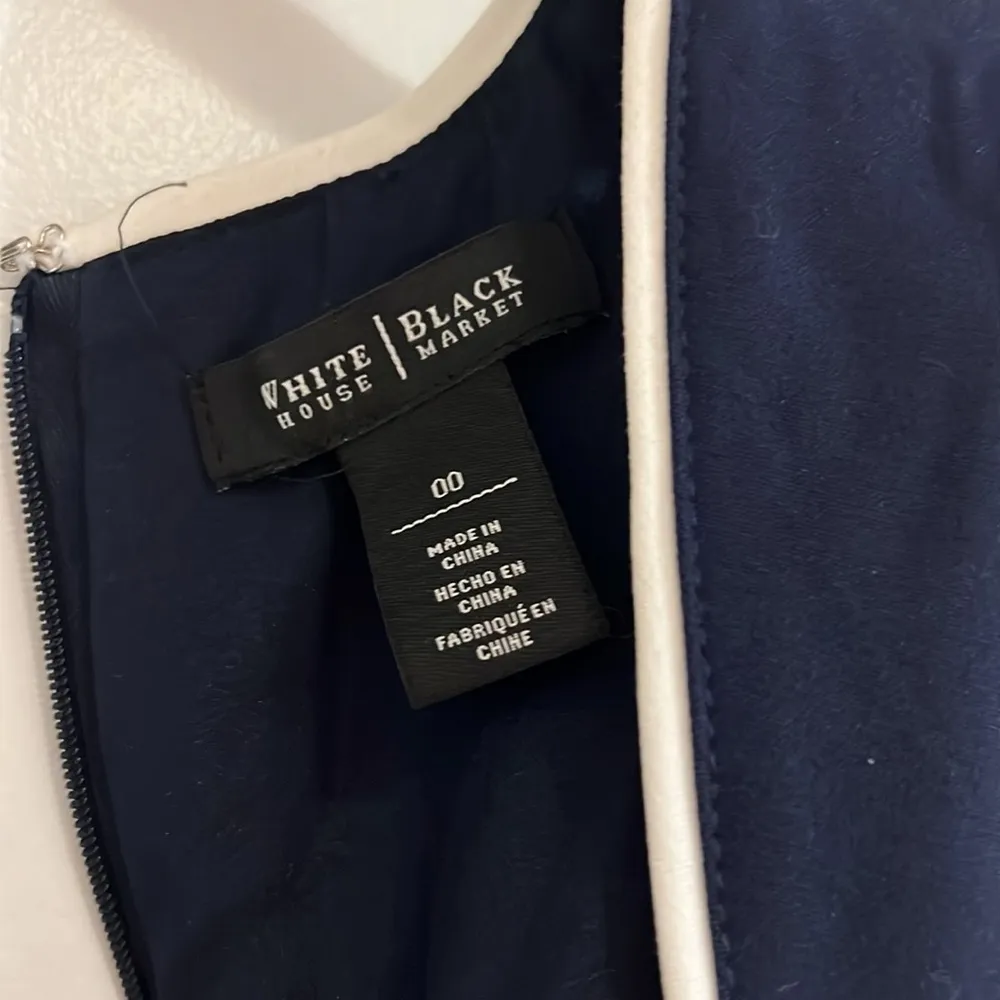 WHITE | BLACK
HOUSE MARKET
00
MADE IN
CHINA
HECHO EN
CHINA
FABRIQUÉ EN
CHINE